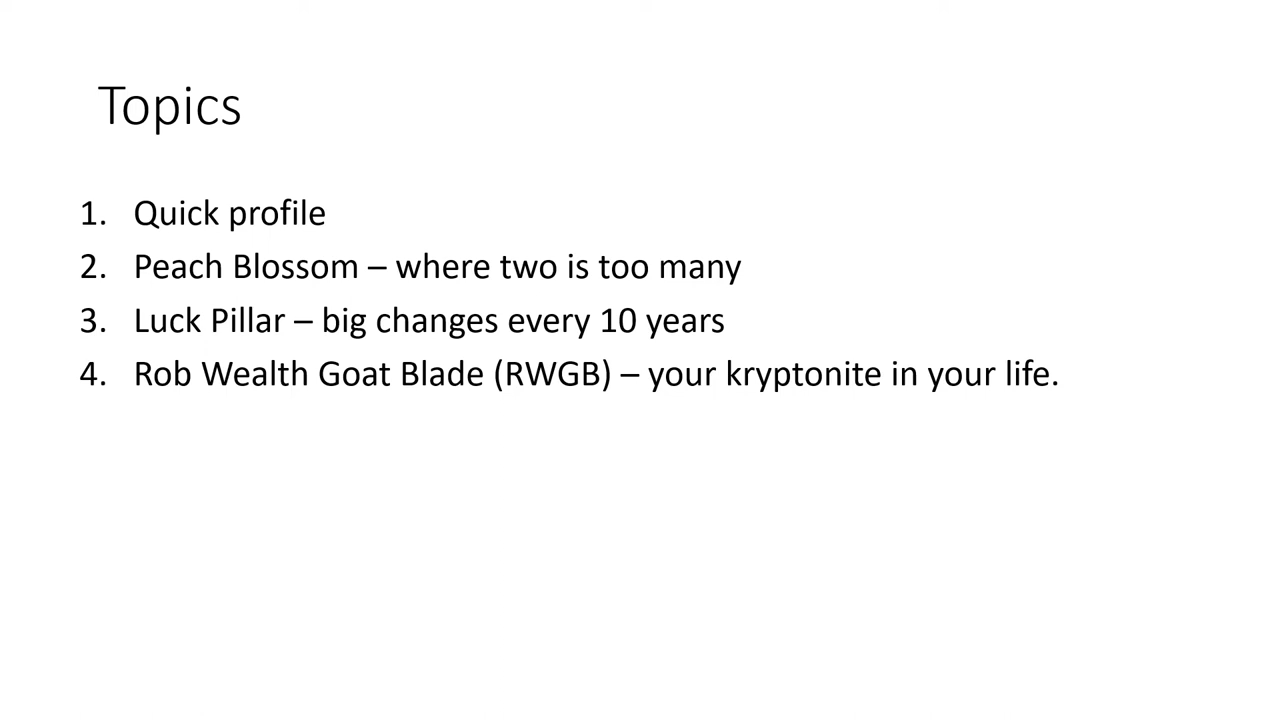 Topics
1. Quick profile
2. Peach Blossom – where two is too many
3. Luck Pillar – big changes every 10 years
4. Rob Wealth Goat Blade (RWGB) – your kryptonite in your life.